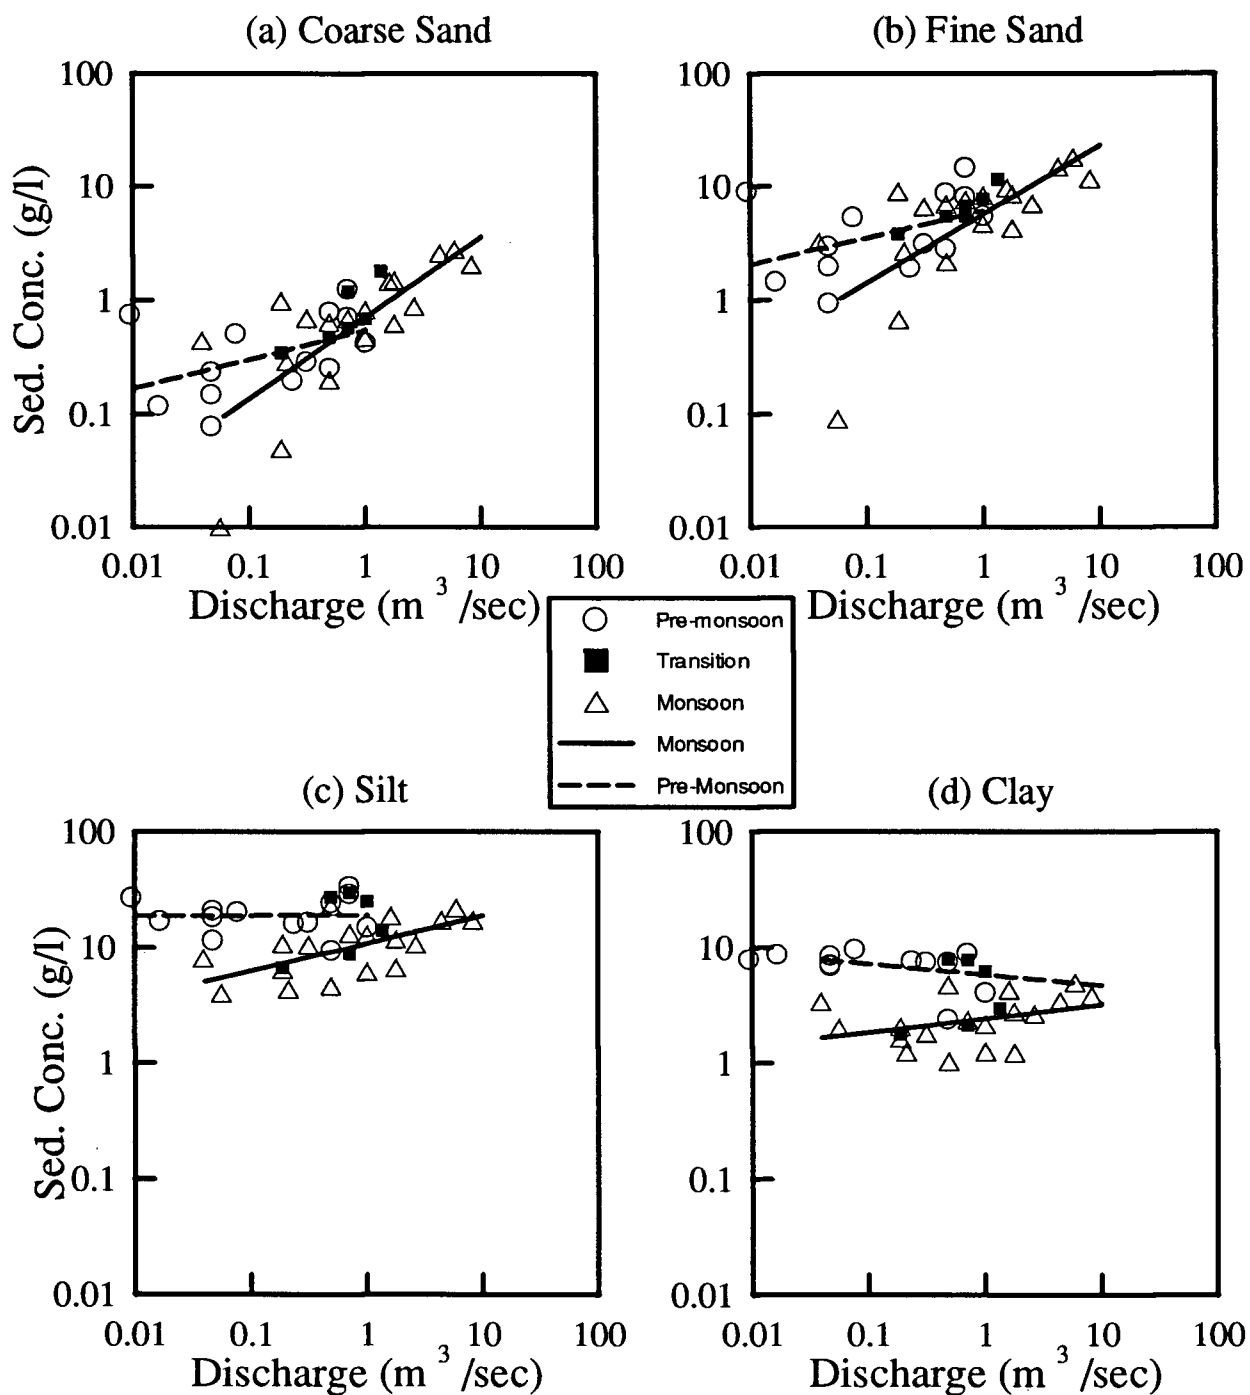 (a) Coarse Sand
(b) Fine Sand
100
10
1
0.1
0.01
Sed. Conc. (g/l)
0.01 0.1 1 10 100
Discharge (m³/sec)
100
10
1
0.1
0.01
0.01 0.1 1 10 100
Discharge (m³/sec)
Pre-monsoon
Transition
Monsoon
Monsoon
Pre-Monsoon
(c) Silt
(d) Clay
100
10
1
0.1
0.01
Sed. Conc. (g/l)
0.01 0.1 1 10 100
Discharge (m³/sec)
100
10
1
0.1
0.01
0.01 0.1 1 10 100
Discharge (m³/sec)